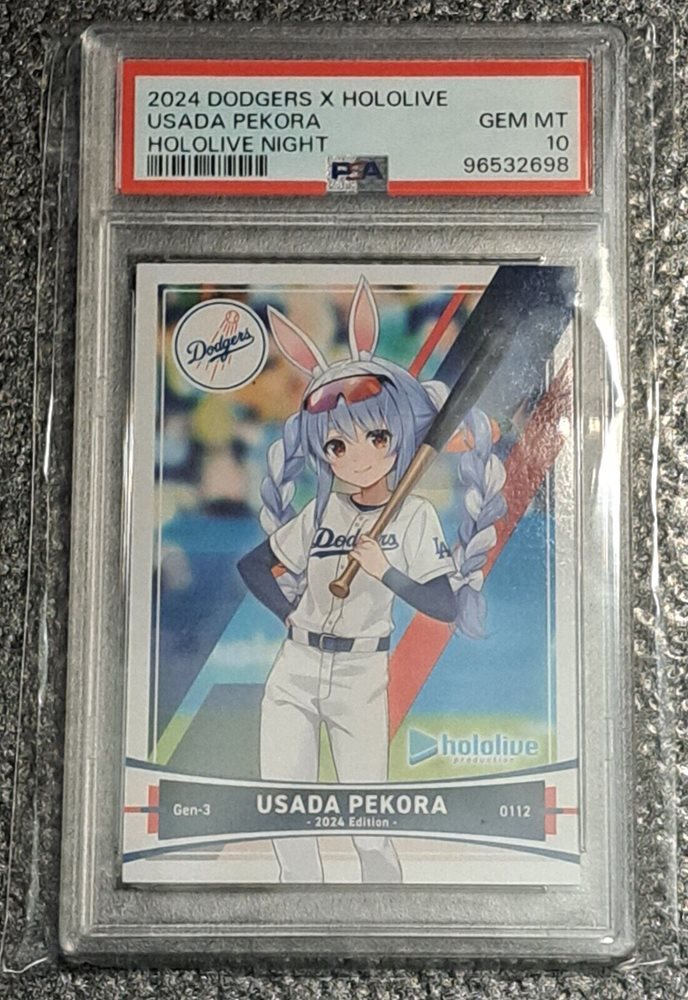 2024 DODGERS X HOLOLIVE
USADA PEKORA GEM MT
HOLOLIVE NIGHT 10
PSA 96532698
Dodgers
Dodgers
LA
hololive
production
Gen-3 USADA PEKORA 0112
- 2024 Edition -